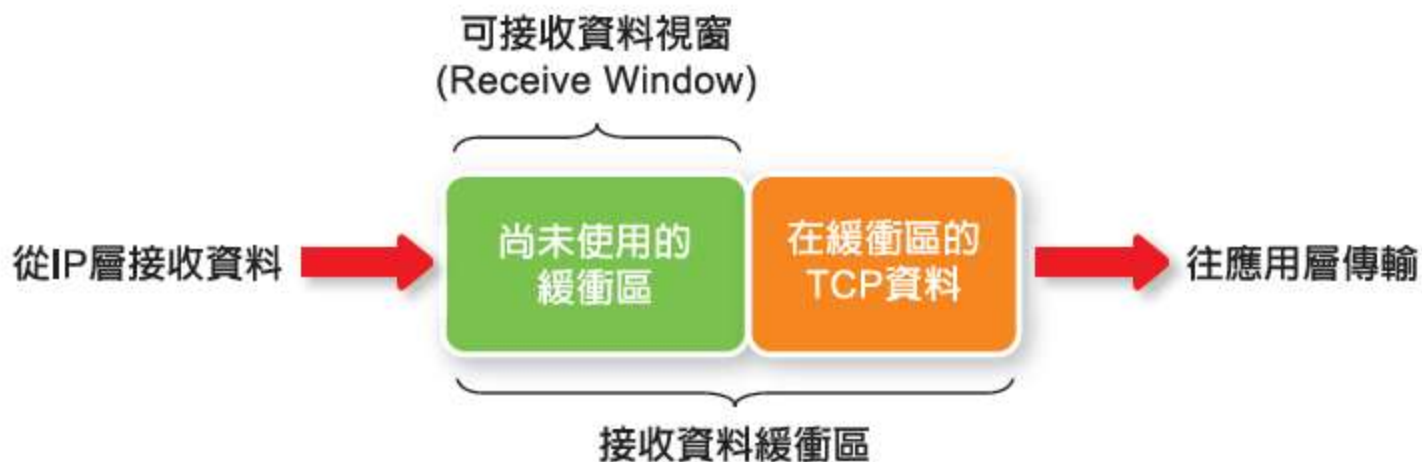 可接收資料視窗
(Receive Window)
從IP層接收資料
尚未使用的
緩衝區
在緩衝區的
TCP資料
往應用層傳輸
接收資料緩衝區